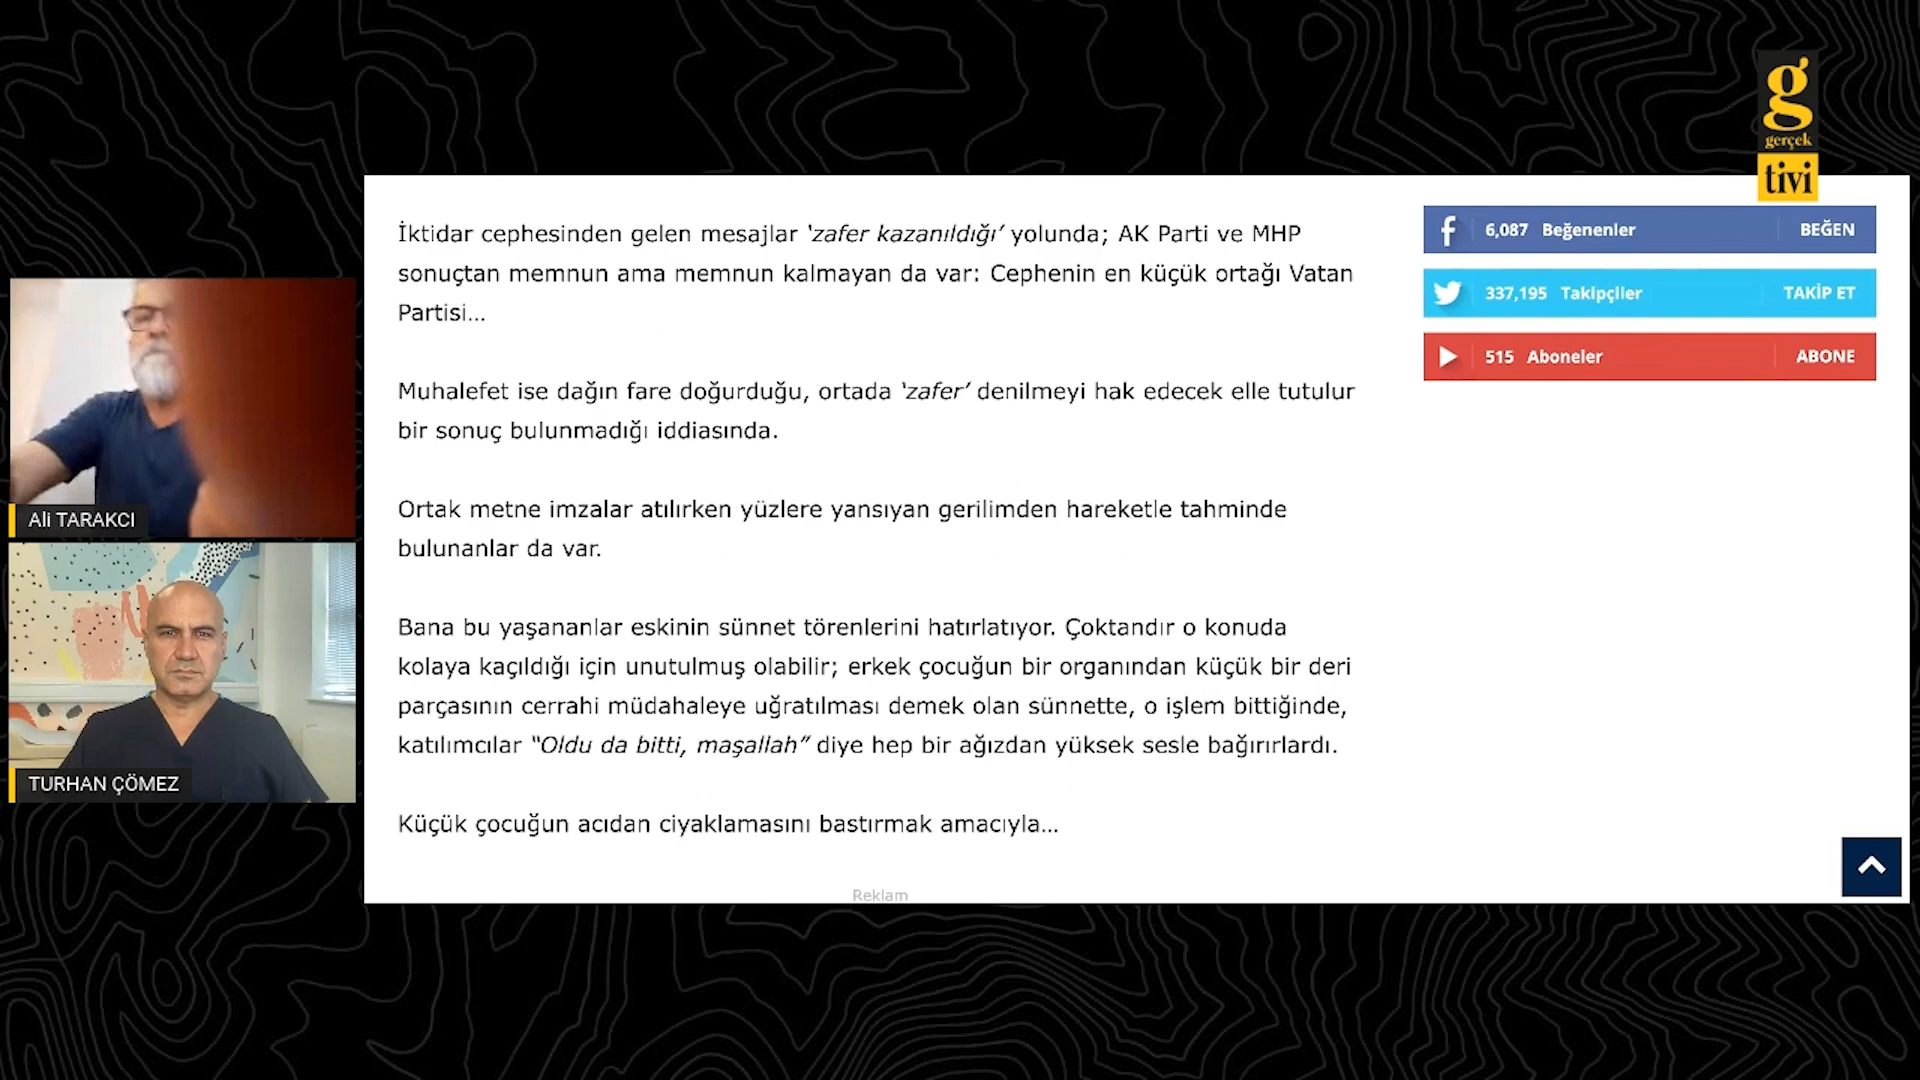 g
gerçek
tivi
İktidar cephesinden gelen mesajlar ‘zafer kazanıldığı’ yolunda; AK Parti ve MHP
sonuçtan memnun ama memnun kalmayan da var: Cephenin en küçük ortağı Vatan
Partisi…
Muhalefet ise dağın fare doğurduğu, ortada ‘zafer’ denilmeyi hak edecek elle tutulur
bir sonuç bulunmadığı iddiasında.
Ortak metne imzalar atılırken yüzlere yansıyan gerilimden hareketle tahminde
bulunanlar da var.
Bana bu yaşananlar eskinin sünnet törenlerini hatırlatıyor. Çoktandır o konuda
kolaya kaçıldığı için unutulmuş olabilir; erkek çocuğun bir organından küçük bir deri
parçasının cerrahi müdahaleye uğratılması demek olan sünnette, o işlem bittiğinde,
katılımcılar “Oldu da bitti, maşallah” diye hep bir ağızdan yüksek sesle bağırırlardı.
Küçük çocuğun acıdan ciyaklamasını bastırmak amacıyla…
Reklam
6,087 Beğenenler BEĞEN
337,195 Takipçiler TAKİP ET
515 Aboneler ABONE
Ali TARAKCI
TURHAN ÇÖMEZ